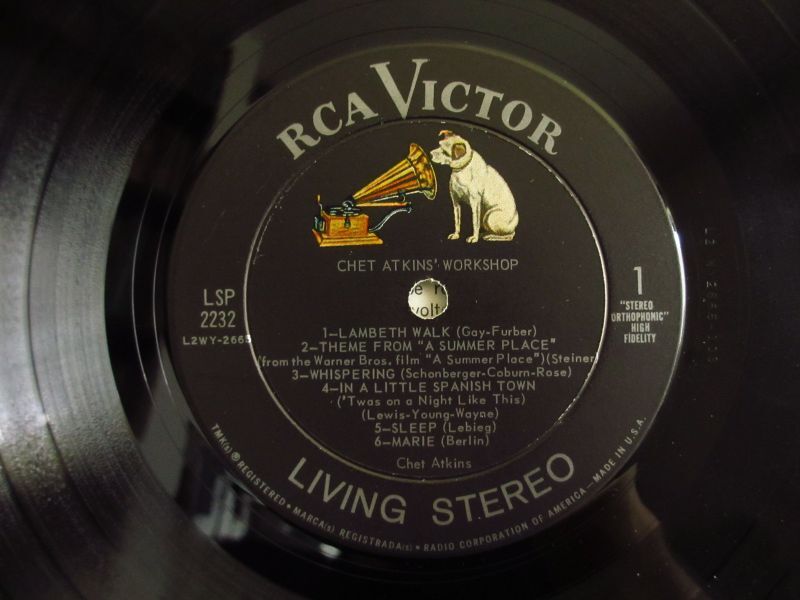 RCA VICTOR
CHET ATKINS' WORKSHOP
LSP
2232
L2WY-2663
1
"STEREO
ORTHOPHONIC"
HIGH
FIDELITY
volt
1—LAMBETH WALK (Gay-Furber)
2—THEME FROM "A SUMMER PLACE"
(from the Warner Bros. film "A Summer Place")(Steiner)
3—WHISPERING (Schonberger-Coburn-Rose)
4—IN A LITTLE SPANISH TOWN
('Twas on a Night Like This)
(Lewis-Young-Wayne)
5—SLEEP (Lebieg)
6—MARIE (Berlin)
Chet Atkins
LIVING STEREO
TMK(s) ® REGISTERED • MARCA(s) REGISTRADA(s) • RADIO CORPORATION OF AMERICA—MADE IN U.S.A.